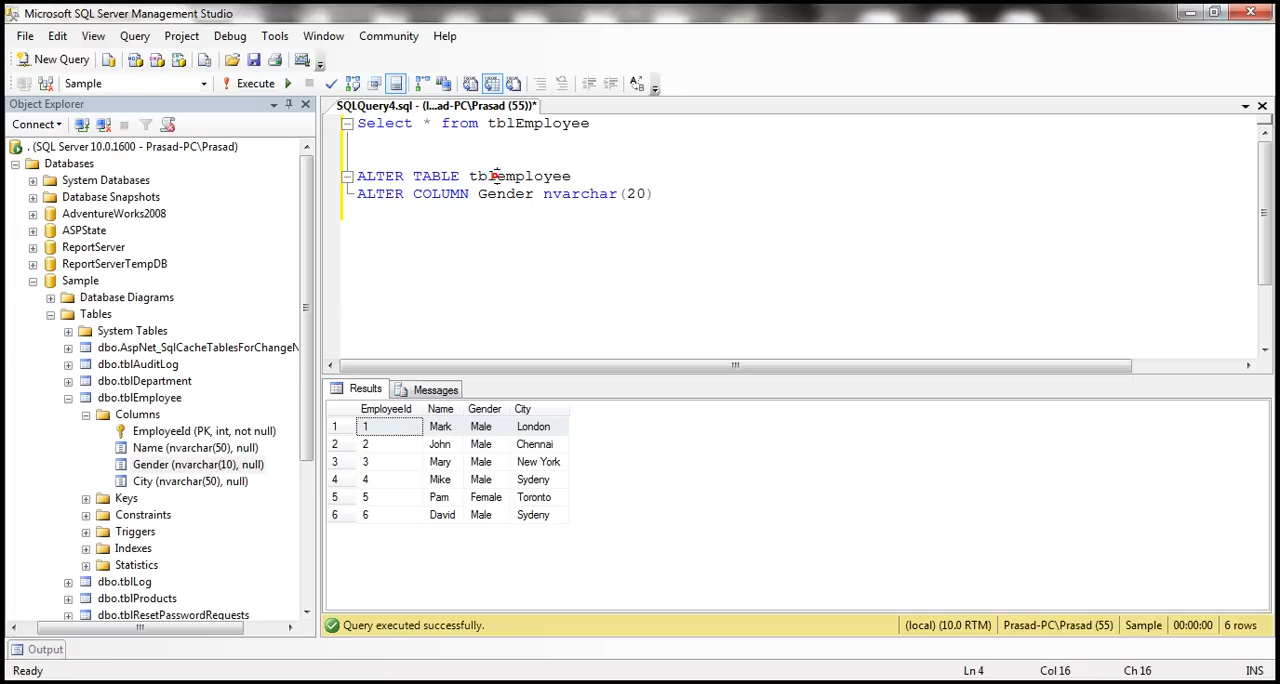 Microsoft SQL Server Management Studio
File Edit View Query Project Debug Tools Window Community Help
New Query
Sample Execute
Object Explorer
SQLQuery4.sql - (l...ad-PC\Prasad (55))*
Connect
. (SQL Server 10.0.1600 - Prasad-PC\Prasad)
Databases
System Databases
Database Snapshots
AdventureWorks2008
ASPState
ReportServer
ReportServerTempDB
Sample
Database Diagrams
Tables
System Tables
dbo.AspNet_SqlCacheTablesForChangeN
dbo.tblAuditLog
dbo.tblDepartment
dbo.tblEmployee
Columns
EmployeeId (PK, int, not null)
Name (nvarchar(50), null)
Gender (nvarchar(10), null)
City (nvarchar(50), null)
Keys
Constraints
Triggers
Indexes
Statistics
dbo.tblLog
dbo.tblProducts
dbo.tblResetPasswordRequests
Select * from tblEmployee
ALTER TABLE tblemployee
ALTER COLUMN Gender nvarchar(20)
Results Messages
EmployeeId Name Gender City
1 1 Mark Male London
2 2 John Male Chennai
3 3 Mary Male New York
4 4 Mike Male Sydeny
5 5 Pam Female Toronto
6 6 David Male Sydeny
Query executed successfully. (local) (10.0 RTM) Prasad-PC\Prasad (55) Sample 00:00:00 6 rows
Output
Ready Ln 4 Col 16 Ch 16 INS